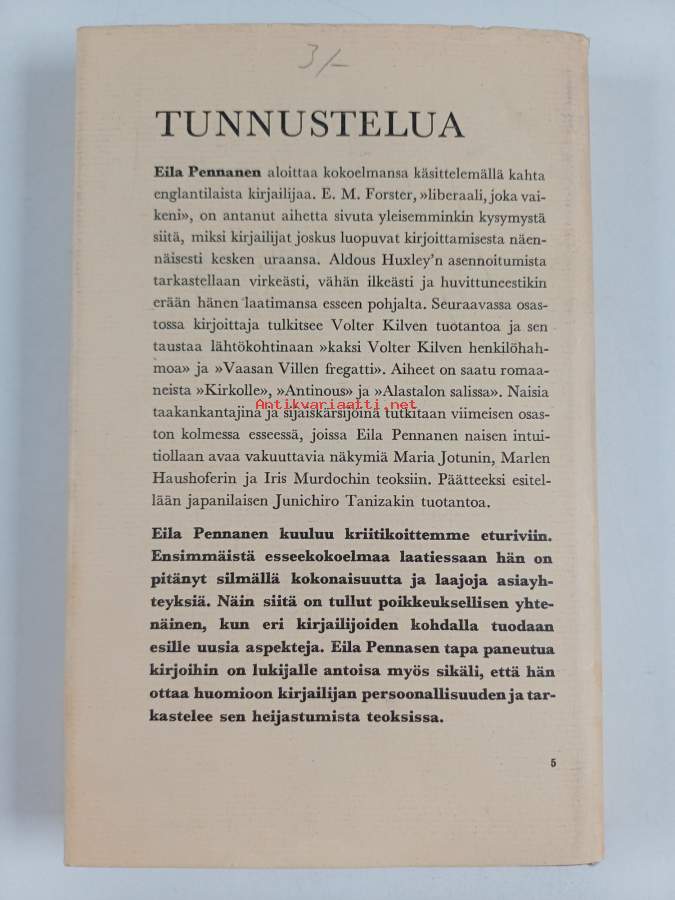 3/-
TUNNUSTELUA
Eila Pennanen aloittaa kokoelmansa käsittelemällä kahta
englantilaista kirjailijaa. E. M. Forster, »liberaali, joka vai-
keni», on antanut aihetta sivuta yleisemminkin kysymystä
siitä, miksi kirjailijat joskus luopuvat kirjoittamisesta näen-
näisesti kesken uraansa. Aldous Huxley'n asennoitumista
tarkastellaan virkeästi, vähän ilkeästi ja huvittuneestikin
erään hänen laatimansa esseen pohjalta. Seuraavassa osas-
tossa kirjoittaja tulkitsee Volter Kilven tuotantoa ja sen
taustaa lähtökohtinaan »kaksi Volter Kilven henkilöhah-
moa» ja »Vaasan Villen fregatti». Aiheet on saatu romaa-
neista »Kirkolle», »Antinous» ja »Alastalon salissa». Naisia
Antikvariaatti.net
taakankantajina ja sijaiskärsijöinä tutkitaan viimeisen osas-
ton kolmessa esseessä, joissa Eila Pennanen naisen intui-
tiollaan avaa vakuuttavia näkymiä Maria Jotunin, Marlen
Haushoferin ja Iris Murdochin teoksiin. Päätteeksi esitel-
lään japanilaisen Junichiro Tanizakin tuotantoa.
Eila Pennanen kuuluu kriitikoittemme eturiviin.
Ensimmäistä esseekokoelmaa laatiessaan hän on
pitänyt silmällä kokonaisuutta ja laajoja asiayh-
teyksiä. Näin siitä on tullut poikkeuksellisen yhte-
näinen, kun eri kirjailijoiden kohdalla tuodaan
esille uusia aspekteja. Eila Pennasen tapa paneutua
kirjoihin on lukijalle antoisa myös sikäli, että hän
ottaa huomioon kirjailijan persoonallisuuden ja tar-
kastelee sen heijastumista teoksissa.
5